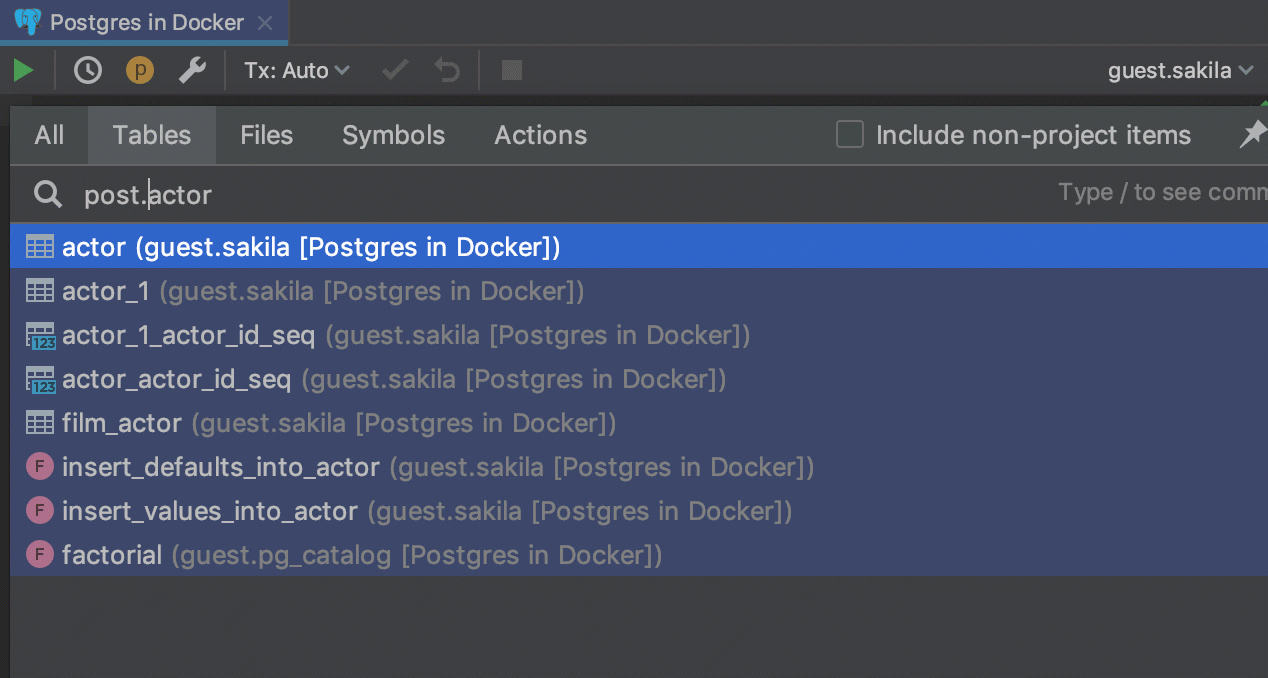 Postgres in Docker
p Tx: Auto guest.sakila
All Tables Files Symbols Actions Include non-project items
post.actor Type / to see comm
actor (guest.sakila [Postgres in Docker])
actor_1 (guest.sakila [Postgres in Docker])
123 actor_1_actor_id_seq (guest.sakila [Postgres in Docker])
123 actor_actor_id_seq (guest.sakila [Postgres in Docker])
film_actor (guest.sakila [Postgres in Docker])
F insert_defaults_into_actor (guest.sakila [Postgres in Docker])
F insert_values_into_actor (guest.sakila [Postgres in Docker])
F factorial (guest.pg_catalog [Postgres in Docker])